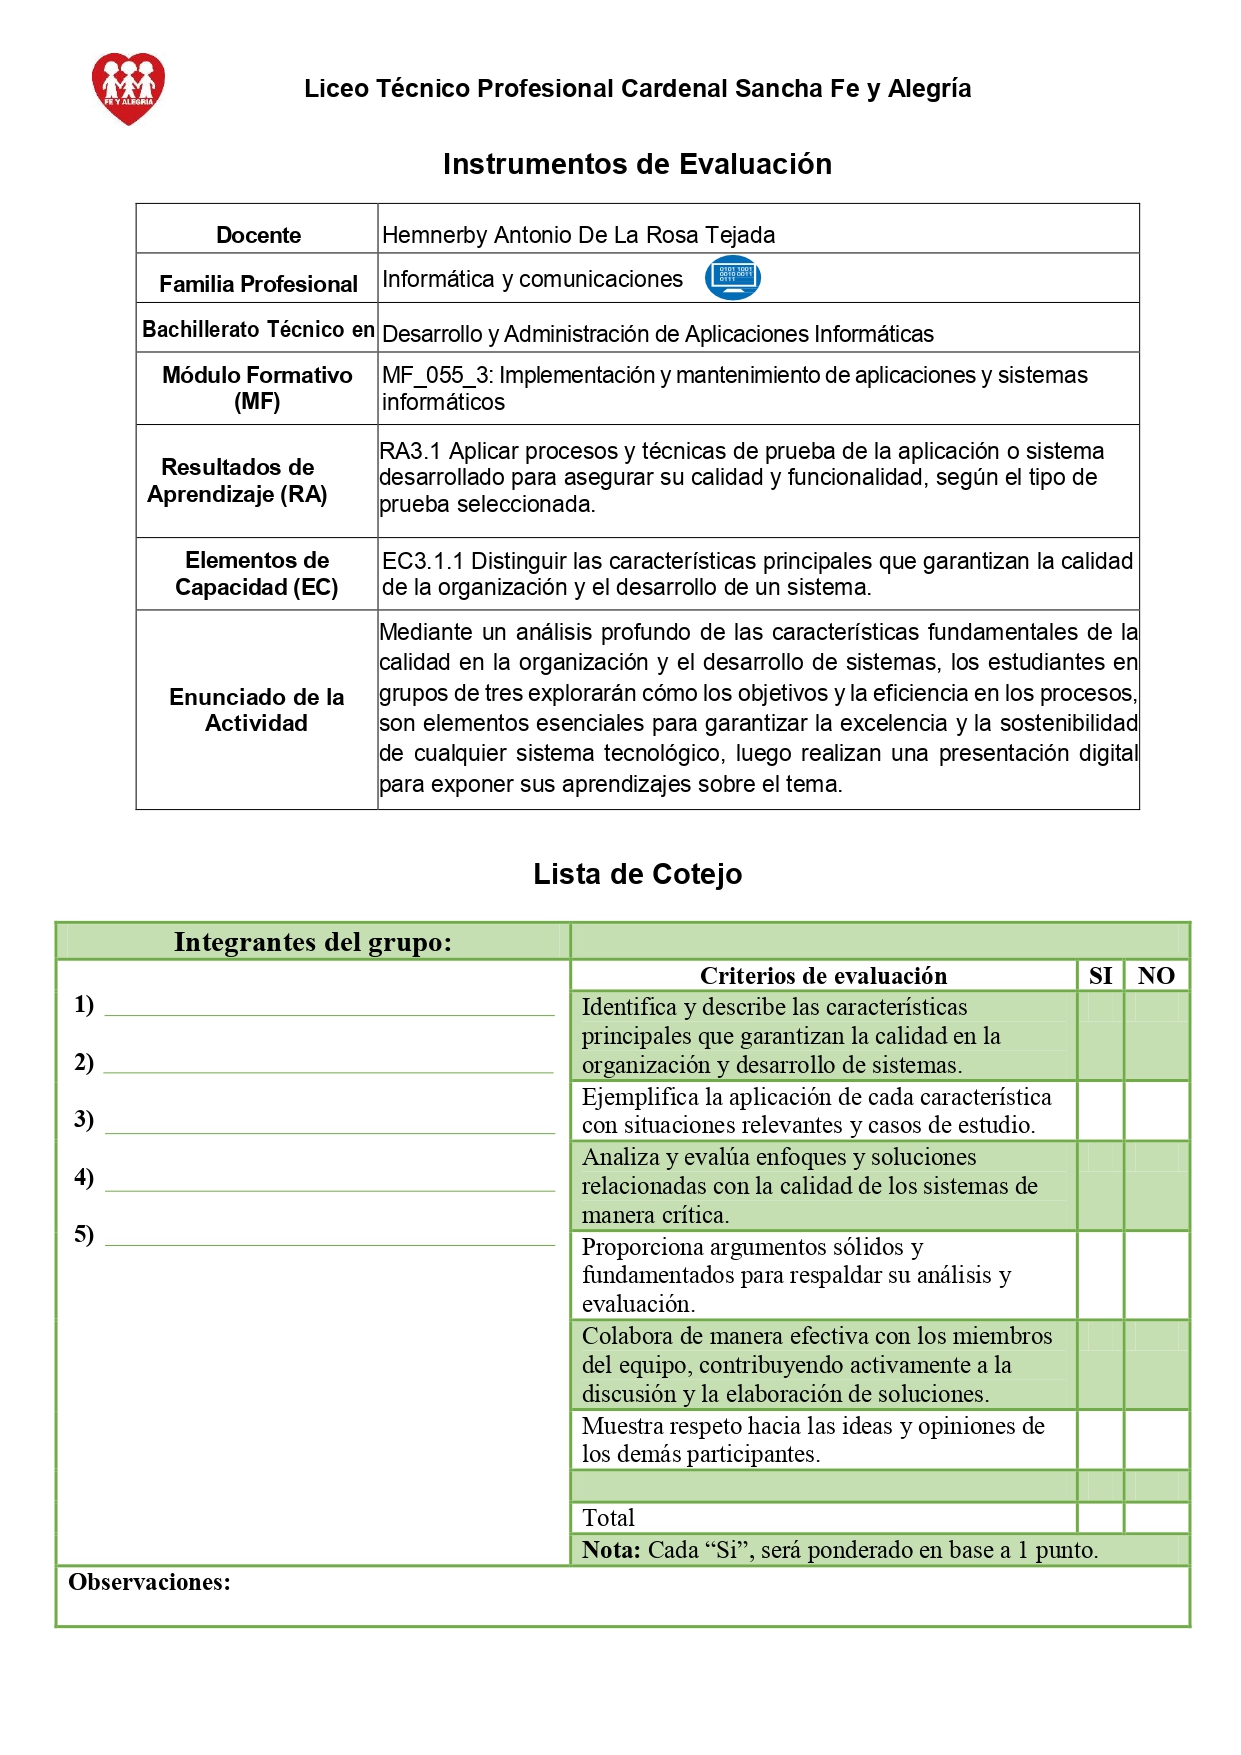 FE Y ALEGRIA
Liceo Técnico Profesional Cardenal Sancha Fe y Alegría
Instrumentos de Evaluación
Docente
Hemnerby Antonio De La Rosa Tejada
Familia Profesional
Informática y comunicaciones
0101 1001
0010 0011
0111
Bachillerato Técnico en
Desarrollo y Administración de Aplicaciones Informáticas
Módulo Formativo
(MF)
MF_055_3: Implementación y mantenimiento de aplicaciones y sistemas
informáticos
Resultados de
Aprendizaje (RA)
RA3.1 Aplicar procesos y técnicas de prueba de la aplicación o sistema
desarrollado para asegurar su calidad y funcionalidad, según el tipo de
prueba seleccionada.
Elementos de
Capacidad (EC)
EC3.1.1 Distinguir las características principales que garantizan la calidad
de la organización y el desarrollo de un sistema.
Enunciado de la
Actividad
Mediante un análisis profundo de las características fundamentales de la
calidad en la organización y el desarrollo de sistemas, los estudiantes en
grupos de tres explorarán cómo los objetivos y la eficiencia en los procesos,
son elementos esenciales para garantizar la excelencia y la sostenibilidad
de cualquier sistema tecnológico, luego realizan una presentación digital
para exponer sus aprendizajes sobre el tema.
Lista de Cotejo
Integrantes del grupo:
1)
2)
3)
4)
5)
Criterios de evaluación SI NO
Identifica y describe las características
principales que garantizan la calidad en la
organización y desarrollo de sistemas.
Ejemplifica la aplicación de cada característica
con situaciones relevantes y casos de estudio.
Analiza y evalúa enfoques y soluciones
relacionadas con la calidad de los sistemas de
manera crítica.
Proporciona argumentos sólidos y
fundamentados para respaldar su análisis y
evaluación.
Colabora de manera efectiva con los miembros
del equipo, contribuyendo activamente a la
discusión y la elaboración de soluciones.
Muestra respeto hacia las ideas y opiniones de
los demás participantes.
Total
Nota: Cada “Si”, será ponderado en base a 1 punto.
Observaciones: